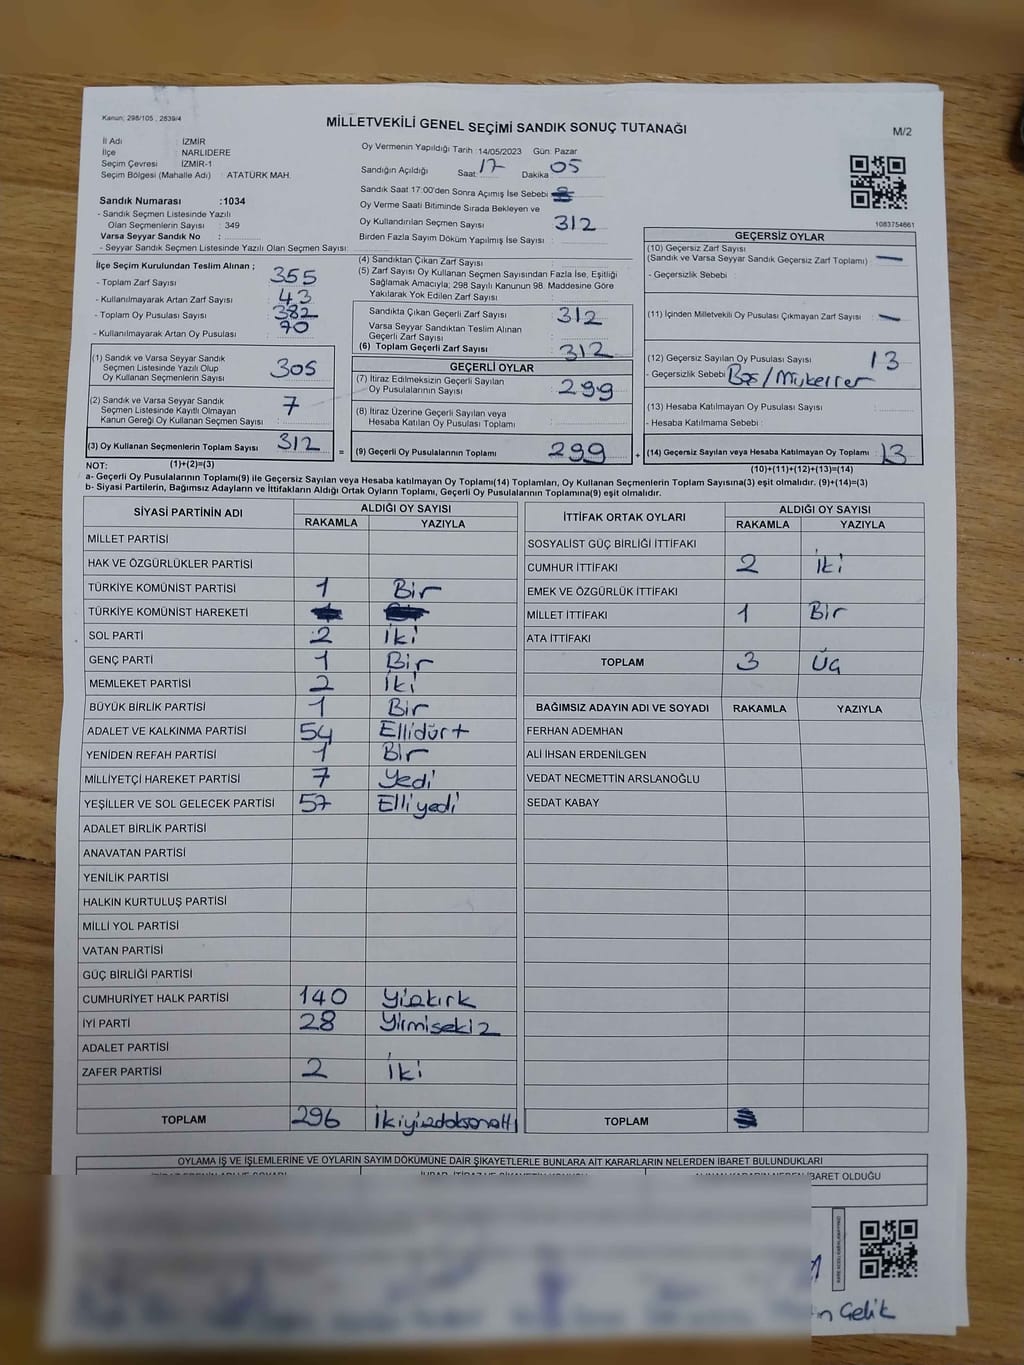 Kanun; 298/105 , 2839/4
MİLLETVEKİLİ GENEL SEÇİMİ SANDIK SONUÇ TUTANAĞI
M/2
İl Adı : İZMİR
İlçe : NARLIDERE
Seçim Çevresi : İZMİR-1
Seçim Bölgesi (Mahalle Adı) : ATATÜRK MAH.
Oy Vermenin Yapıldığı Tarih :14/05/2023 Gün: Pazar
Sandığın Açıldığı Saat: 17 Dakika: 05
Sandık Saat 17:00'den Sonra Açımış İse Sebebi :
Oy Verme Saati Bitiminde Sırada Bekleyen ve
Oy Kullandırılan Seçmen Sayısı : 312
Birden Fazla Sayım Döküm Yapılmış İse Sayısı :
1083754661
Sandık Numarası :1034
- Sandık Seçmen Listesinde Yazılı
Olan Seçmenlerin Sayısı : 349
Varsa Seyyar Sandık No :
- Seyyar Sandık Seçmen Listesinde Yazılı Olan Seçmen Sayısı:
İlçe Seçim Kurulundan Teslim Alınan ;
- Toplam Zarf Sayısı : 355
- Kullanılmayarak Artan Zarf Sayısı : 43
- Toplam Oy Pusulası Sayısı : 382
- Kullanılmayarak Artan Oy Pusulası : 70
(1) Sandık ve Varsa Seyyar Sandık
Seçmen Listesinde Yazılı Olup
Oy Kullanan Seçmenlerin Sayısı : 305
(2) Sandık ve Varsa Seyyar Sandık
Seçmen Listesinde Kayıtlı Olmayan
Kanun Gereği Oy Kullanan Seçmen Sayısı : 7
(3) Oy Kullanan Seçmenlerin Toplam Sayısı : 312
(4) Sandıktan Çıkan Zarf Sayısı :
(5) Zarf Sayısı Oy Kullanan Seçmen Sayısından Fazla İse, Eşitliği
Sağlamak Amacıyla; 298 Sayılı Kanunun 98. Maddesine Göre
Yakılarak Yok Edilen Zarf Sayısı :
Sandıkta Çıkan Geçerli Zarf Sayısı : 312
Varsa Seyyar Sandıktan Teslim Alınan
Geçerli Zarf Sayısı :
(6) Toplam Geçerli Zarf Sayısı : 312
GEÇERLİ OYLAR
(7) İtiraz Edilmeksizin Geçerli Sayılan
Oy Pusulalarının Sayısı : 299
(8) İtiraz Üzerine Geçerli Sayılan veya
Hesaba Katılan Oy Pusulası Toplamı :
= (9) Geçerli Oy Pusulalarının Toplamı : 299
GEÇERSİZ OYLAR
(10) Geçersiz Zarf Sayısı
(Sandık ve Varsa Seyyar Sandık Geçersiz Zarf Toplamı) : —
- Geçersizlik Sebebi :
(11) İçinden Milletvekili Oy Pusulası Çıkmayan Zarf Sayısı : —
(12) Geçersiz Sayılan Oy Pusulası Sayısı : 13
- Geçersizlik Sebebi : Boş/Mükerrer
(13) Hesaba Katılmayan Oy Pusulası Sayısı :
- Hesaba Katılmama Sebebi :
+ (14) Geçersiz Sayılan veya Hesaba Katılmayan Oy Toplamı : 13
NOT: (1)+(2)=(3)
(10)+(11)+(12)+(13)=(14)
a- Geçerli Oy Pusulalarının Toplamı(9) ile Geçersiz Sayılan veya Hesaba katılmayan Oy Toplamı(14) Toplamları, Oy Kullanan Seçmenlerin Toplam Sayısına(3) eşit olmalıdır. (9)+(14)=(3)
b- Siyasi Partilerin, Bağımsız Adayların ve İttifakların Aldığı Ortak Oyların Toplamı, Geçerli Oy Pusulalarının Toplamına(9) eşit olmalıdır.
SİYASİ PARTİNİN ADI ALDIĞI OY SAYISI
RAKAMLA YAZIYLA
MİLLET PARTİSİ
HAK VE ÖZGÜRLÜKLER PARTİSİ
TÜRKİYE KOMÜNİST PARTİSİ 1 Bir
TÜRKİYE KOMÜNİST HAREKETİ
SOL PARTİ 2 İki
GENÇ PARTİ 1 Bir
MEMLEKET PARTİSİ 2 İki
BÜYÜK BİRLİK PARTİSİ 1 Bir
ADALET VE KALKINMA PARTİSİ 54 Ellidört
YENİDEN REFAH PARTİSİ 1 Bir
MİLLİYETÇİ HAREKET PARTİSİ 7 Yedi
YEŞİLLER VE SOL GELECEK PARTİSİ 57 Elliyedi
ADALET BİRLİK PARTİSİ
ANAVATAN PARTİSİ
YENİLİK PARTİSİ
HALKIN KURTULUŞ PARTİSİ
MİLLİ YOL PARTİSİ
VATAN PARTİSİ
GÜÇ BİRLİĞİ PARTİSİ
CUMHURİYET HALK PARTİSİ 140 Yüzkırk
İYİ PARTİ 28 Yirmisekiz
ADALET PARTİSİ
ZAFER PARTİSİ 2 İki
TOPLAM 296 İkiyüzdoksanaltı
İTTİFAK ORTAK OYLARI ALDIĞI OY SAYISI
RAKAMLA YAZIYLA
SOSYALİST GÜÇ BİRLİĞİ İTTİFAKI
CUMHUR İTTİFAKI 2 İki
EMEK VE ÖZGÜRLÜK İTTİFAKI
MİLLET İTTİFAKI 1 Bir
ATA İTTİFAKI
TOPLAM 3 Üç
BAĞIMSIZ ADAYIN ADI VE SOYADI RAKAMLA YAZIYLA
FERHAN ADEMHAN
ALİ İHSAN ERDENİLGEN
VEDAT NECMETTİN ARSLANOĞLU
SEDAT KABAY
TOPLAM
OYLAMA İŞ VE İŞLEMLERİNE VE OYLARIN SAYIM DÖKÜMÜNE DAİR ŞİKAYETLERLE BUNLARA AİT KARARLARIN NELERDEN İBARET BULUNDUKLARI
İBARET OLDUĞU
Çelik